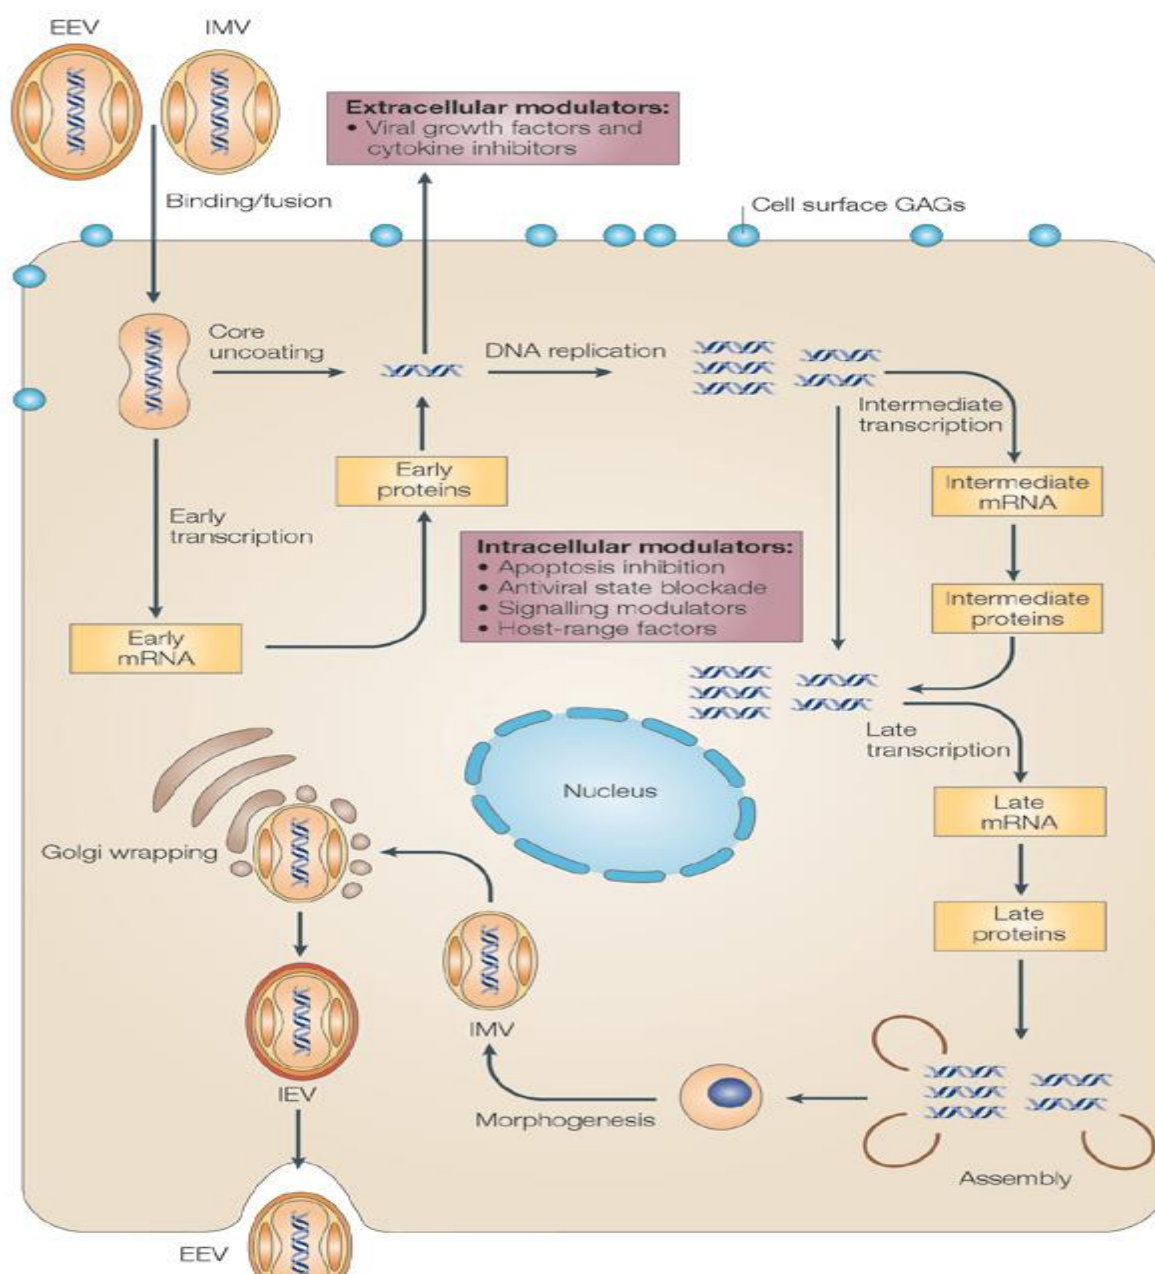 EEV
IMV
Extracellular modulators:
• Viral growth factors and
cytokine inhibitors
Binding/fusion
Cell surface GAGs
Core
uncoating
DNA replication
Intermediate
transcription
Early
proteins
Intermediate
mRNA
Early
transcription
Intracellular modulators:
• Apoptosis inhibition
• Antiviral state blockade
• Signalling modulators
• Host-range factors
Intermediate
proteins
Early
mRNA
Late
transcription
Nucleus
Late
mRNA
Golgi wrapping
Late
proteins
IMV
IEV
Morphogenesis
Assembly
EEV